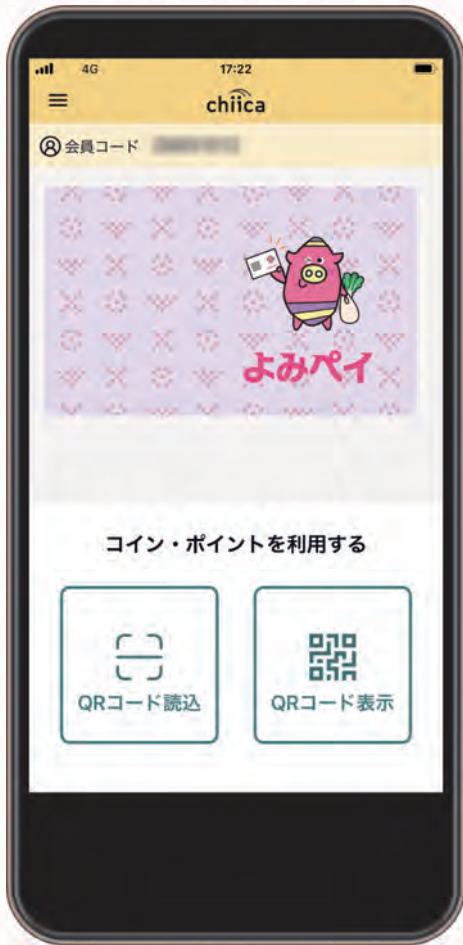 4G 17:22
chiica
会員コード
よみペイ
コイン・ポイントを利用する
QRコード読込
QRコード表示